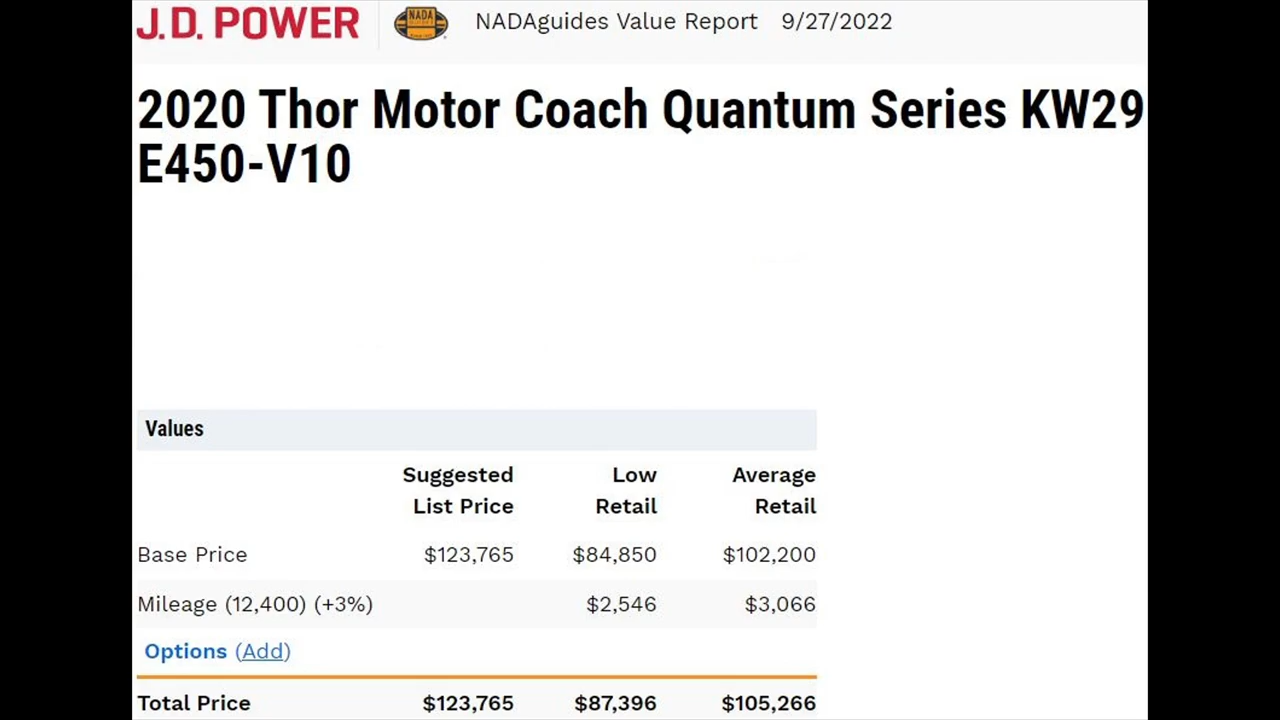 J.D. POWER NADA NADAguides Value Report 9/27/2022
2020 Thor Motor Coach Quantum Series KW29
E450-V10
Values
Suggested Low Average
List Price Retail Retail
Base Price $123,765 $84,850 $102,200
Mileage (12,400) (+3%) $2,546 $3,066
Options (Add)
Total Price $123,765 $87,396 $105,266